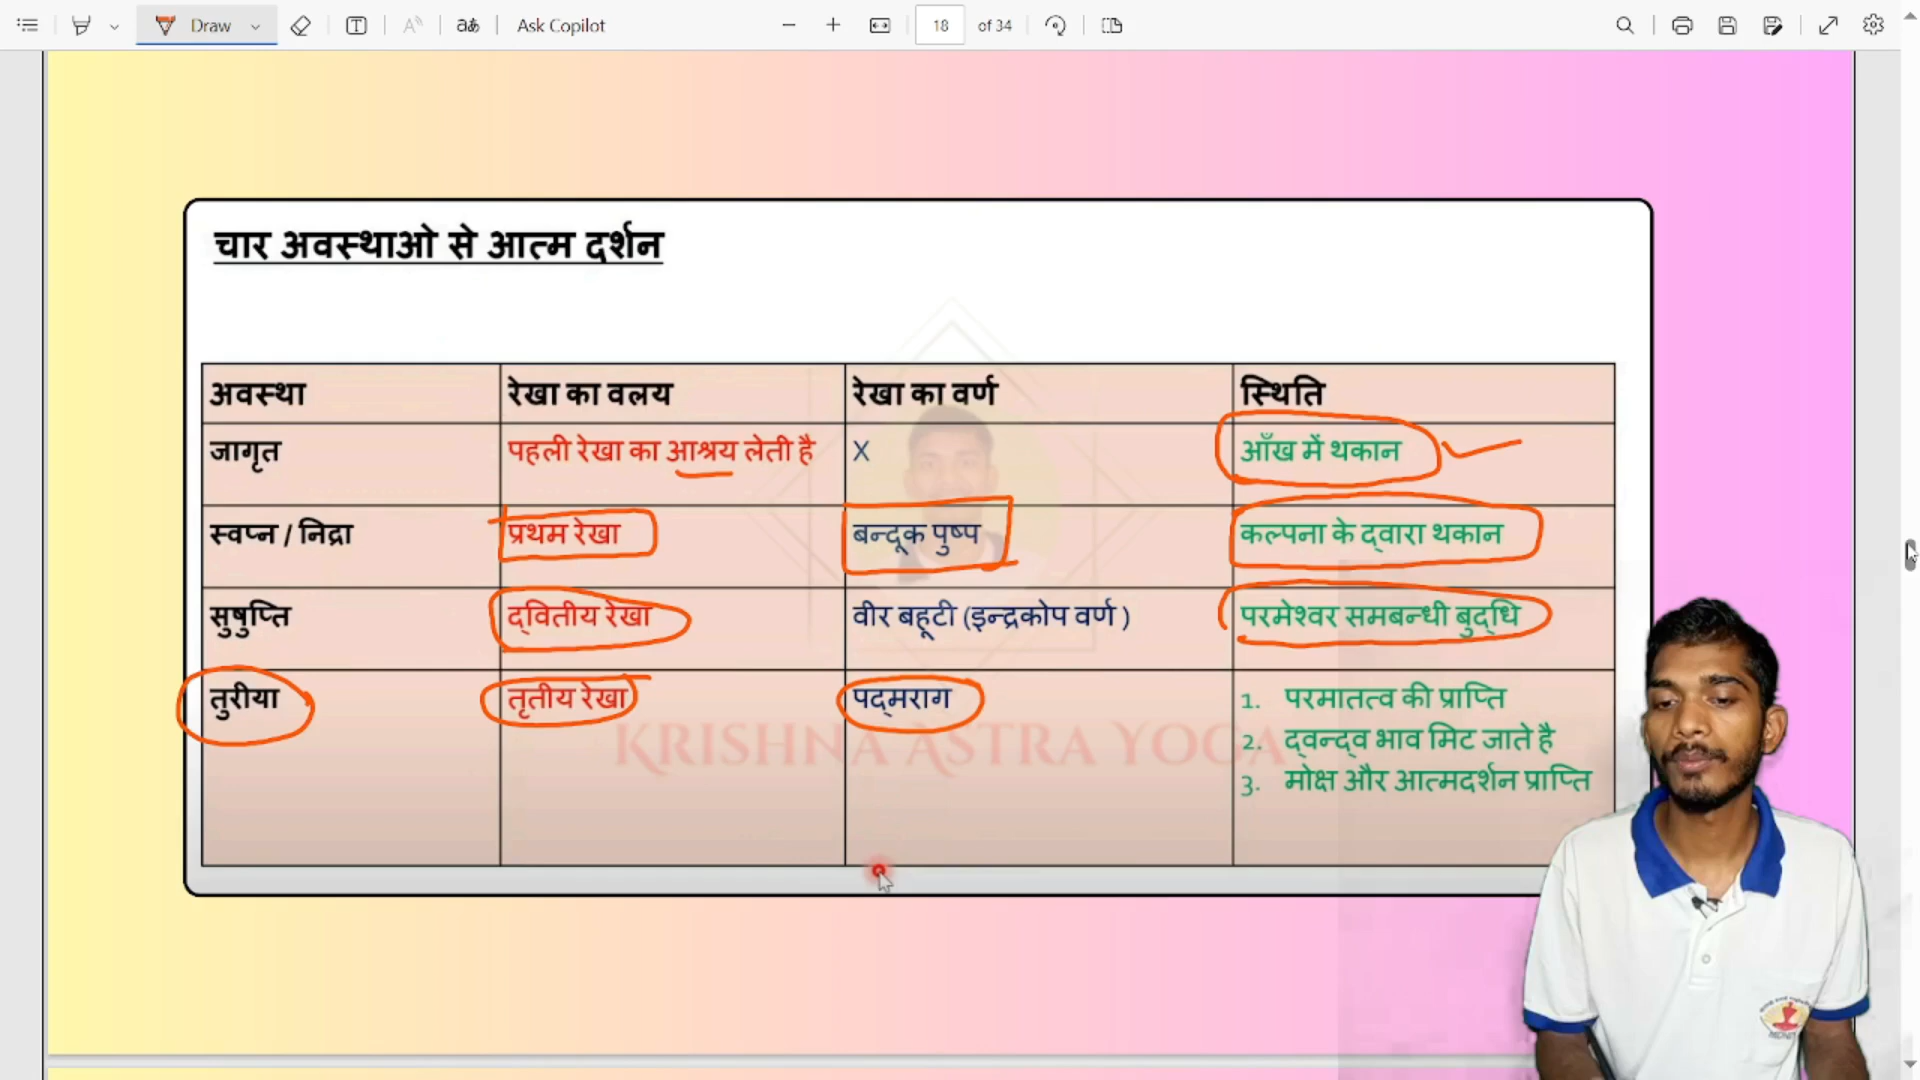 Draw
Ask Copilot
18 of 34
चार अवस्थाओ से आत्म दर्शन
अवस्था रेखा का वलय रेखा का वर्ण स्थिति
जागृत पहली रेखा का आश्रय लेती है X आँख में थकान
स्वप्न / निद्रा प्रथम रेखा बन्दूक पुष्प कल्पना के द्वारा थकान
सुषुप्ति द्वितीय रेखा वीर बहूटी (इन्द्रकोप वर्ण ) परमेश्वर समबन्धी बुद्धि
तुरीया तृतीय रेखा पद्मराग 1. परमातत्व की प्राप्ति
2. द्वन्द्व भाव मिट जाते है
3. मोक्ष और आत्मदर्शन प्राप्ति
KRISHNA ASTRA YOGA